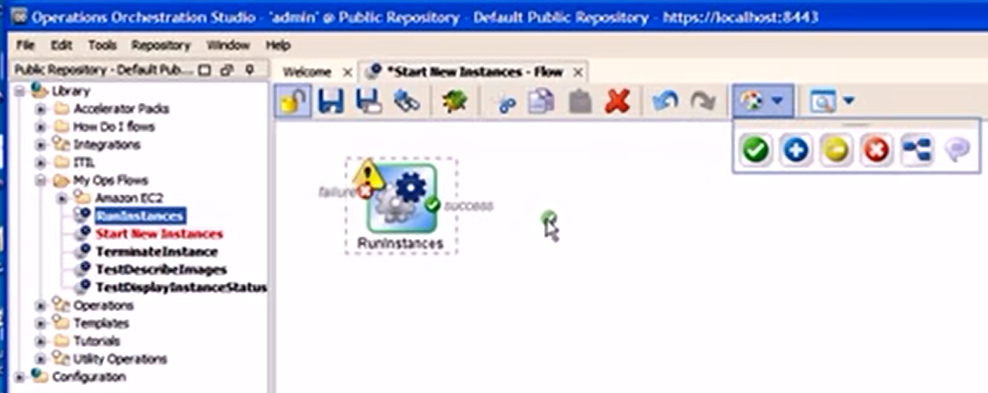 Operations Orchestration Studio - 'admin' @ Public Repository - Default Public Repository - https://localhost:8443
File Edit Tools Repository Window Help
Public Repository - Default Pub...
Welcome
*Start New Instances - Flow
Library
Accelerator Packs
How Do I flows
Integrations
ITIL
My Ops Flows
Amazon EC2
RunInstances
Start New Instances
TerminateInstance
TestDescribeImages
TestDisplayInstanceStatus
Operations
Templates
Tutorials
Utility Operations
Configuration
failure
success
RunInstances